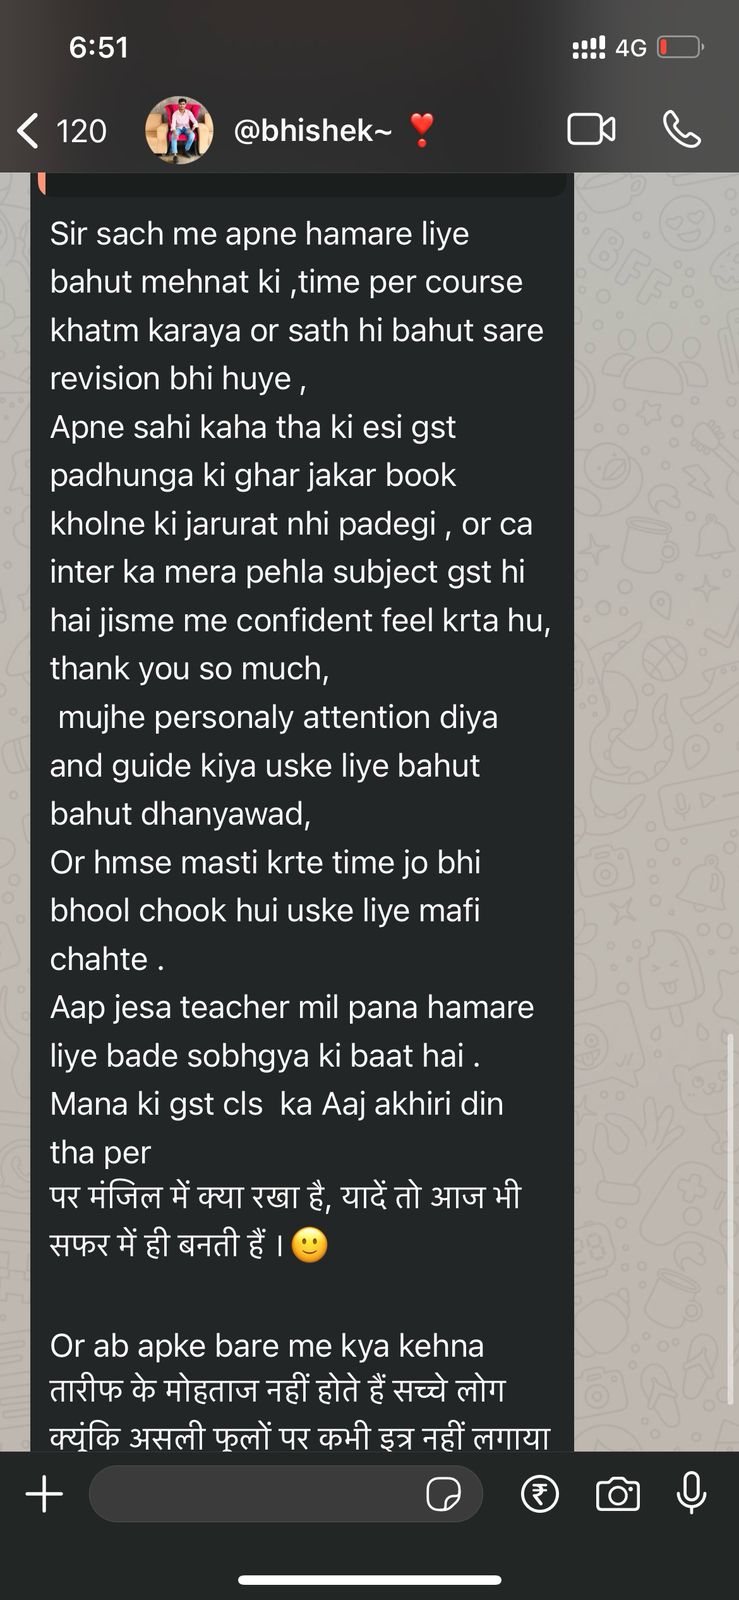 6:51
4G
120
@bhishek~ ❣️
Sir sach me apne hamare liye
bahut mehnat ki ,time per course
khatm karaya or sath hi bahut sare
revision bhi huye ,
Apne sahi kaha tha ki esi gst
padhunga ki ghar jakar book
kholne ki jarurat nhi padegi , or ca
inter ka mera pehla subject gst hi
hai jisme me confident feel krta hu,
thank you so much,
mujhe personaly attention diya
and guide kiya uske liye bahut
bahut dhanyawad,
Or hmse masti krte time jo bhi
bhool chook hui uske liye mafi
chahte .
Aap jesa teacher mil pana hamare
liye bade sobhgya ki baat hai .
Mana ki gst cls  ka Aaj akhiri din
tha per
पर मंजिल में क्या रखा है, यादें तो आज भी
सफर में ही बनती हैं । 🙂
Or ab apke bare me kya kehna
तारीफ के मोहताज नहीं होते हैं सच्चे लोग
क्यूंकि असली फूलों पर कभी इत्र नहीं लगाया